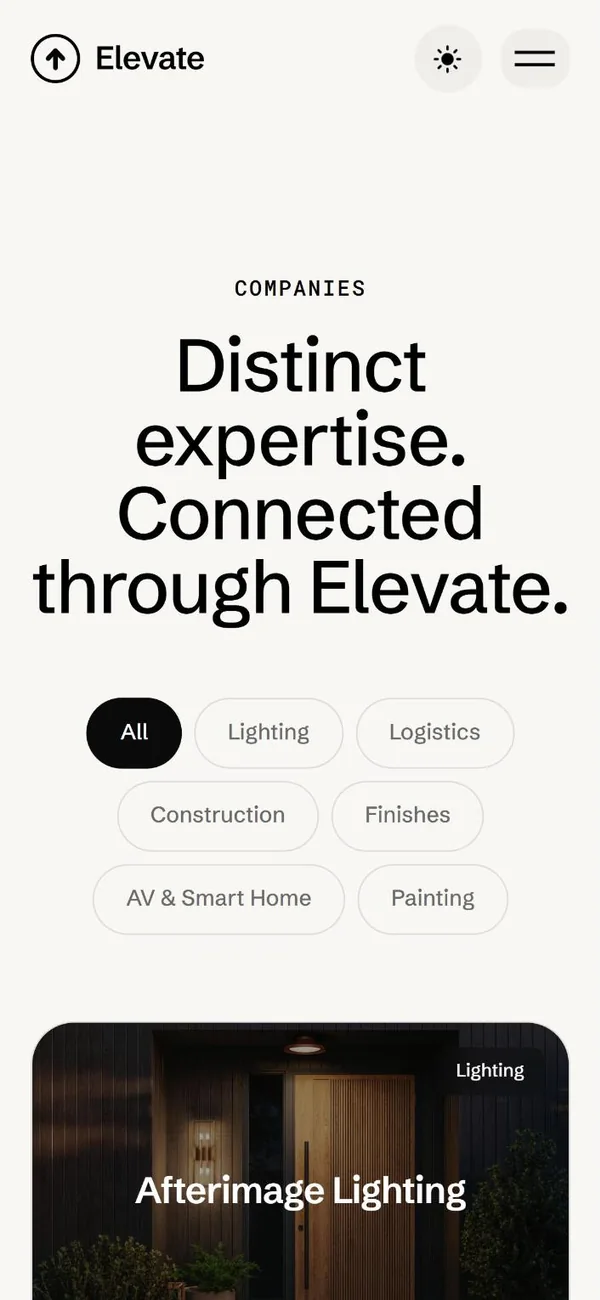 Elevate
COMPANIES
Distinct
expertise.
Connected
through Elevate.
All
Lighting
Logistics
Construction
Finishes
AV & Smart Home
Painting
Lighting
Afterimage Lighting